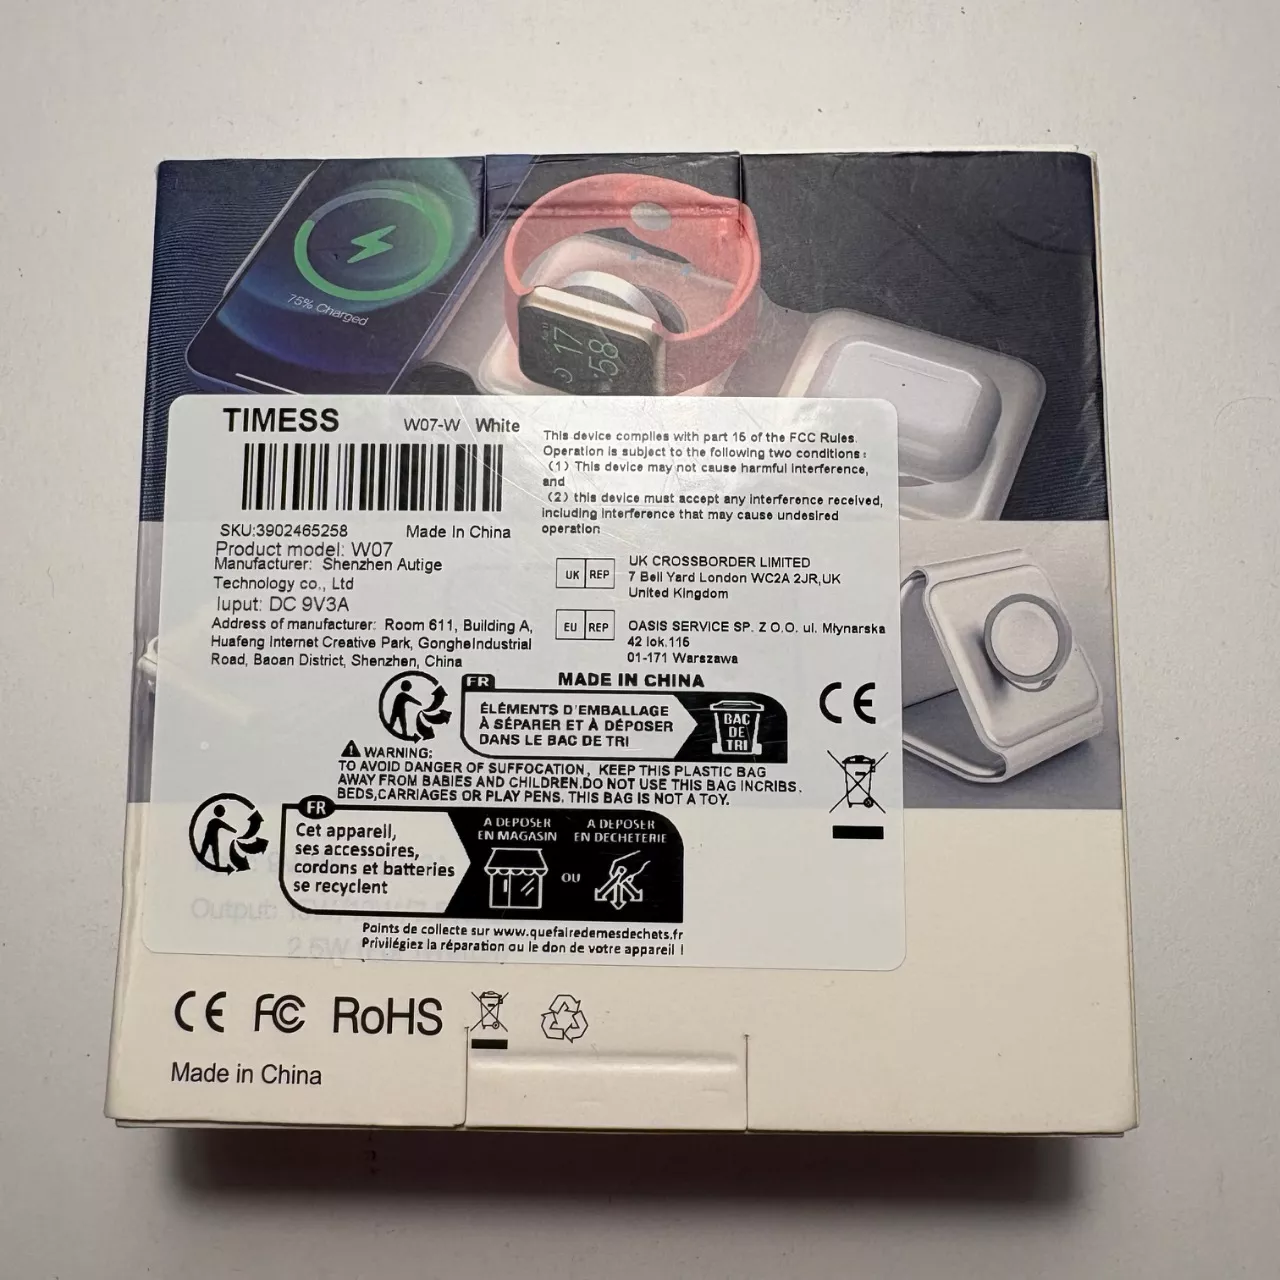 75% Charged
17
58
TIMESS W07-W White
SKU:3902465258 Made In China
Product model: W07
Manufacturer: Shenzhen Autige
Technology co., Ltd
Iuput: DC 9V3A
Address of manufacturer: Room 611, Building A,
Huafeng Internet Creative Park, GongheIndustrial
Road, Baoan District, Shenzhen, China
This device complies with part 15 of the FCC Rules.
Operation is subject to the following two conditions:
(1) This device may not cause harmful interference,
and
(2) this device must accept any interference received,
including interference that may cause undesired
operation
UK REP
UK CROSSBORDER LIMITED
7 Bell Yard London WC2A 2JR,UK
United Kingdom
EU REP
OASIS SERVICE SP. Z O.O. ul. Młynarska
42 lok.115
01-171 Warszawa
MADE IN CHINA
FR
ÉLÉMENTS D'EMBALLAGE
À SÉPARER ET À DÉPOSER
DANS LE BAC DE TRI
BAC
DE
TRI
CE
WARNING:
TO AVOID DANGER OF SUFFOCATION, KEEP THIS PLASTIC BAG
AWAY FROM BABIES AND CHILDREN.DO NOT USE THIS BAG INCRIBS,
BEDS,CARRIAGES OR PLAY PENS. THIS BAG IS NOT A TOY.
FR
Cet appareil,
ses accessoires,
cordons et batteries
se recyclent
A DEPOSER
EN MAGASIN
OU
A DEPOSER
EN DECHETERIE
Points de collecte sur www.quefairedemesdechets.fr
Privilégiez la réparation ou le don de votre appareil !
Output:
2.5W
CE FC RoHS
Made in China